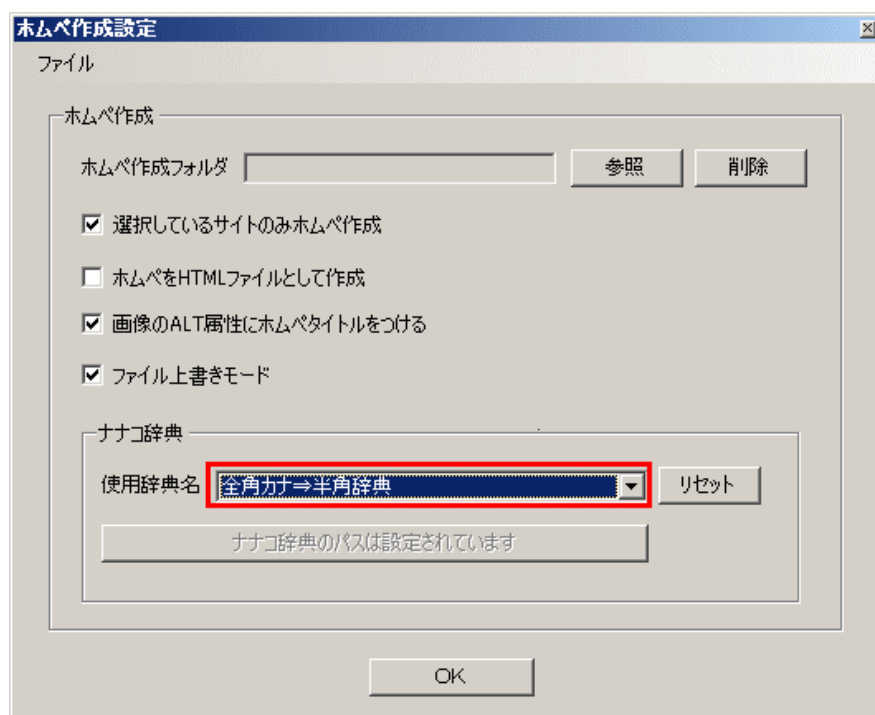 ホムペ作成設定
ファイル
ホムペ作成
ホムペ作成フォルダ 参照 削除
選択しているサイトのみホムペ作成
ホムペをHTMLファイルとして作成
画像のALT属性にホムペタイトルをつける
ファイル上書きモード
ナナコ辞典
使用辞典名 全角カナ⇒半角辞典 リセット
ナナコ辞典のパスは設定されています
OK